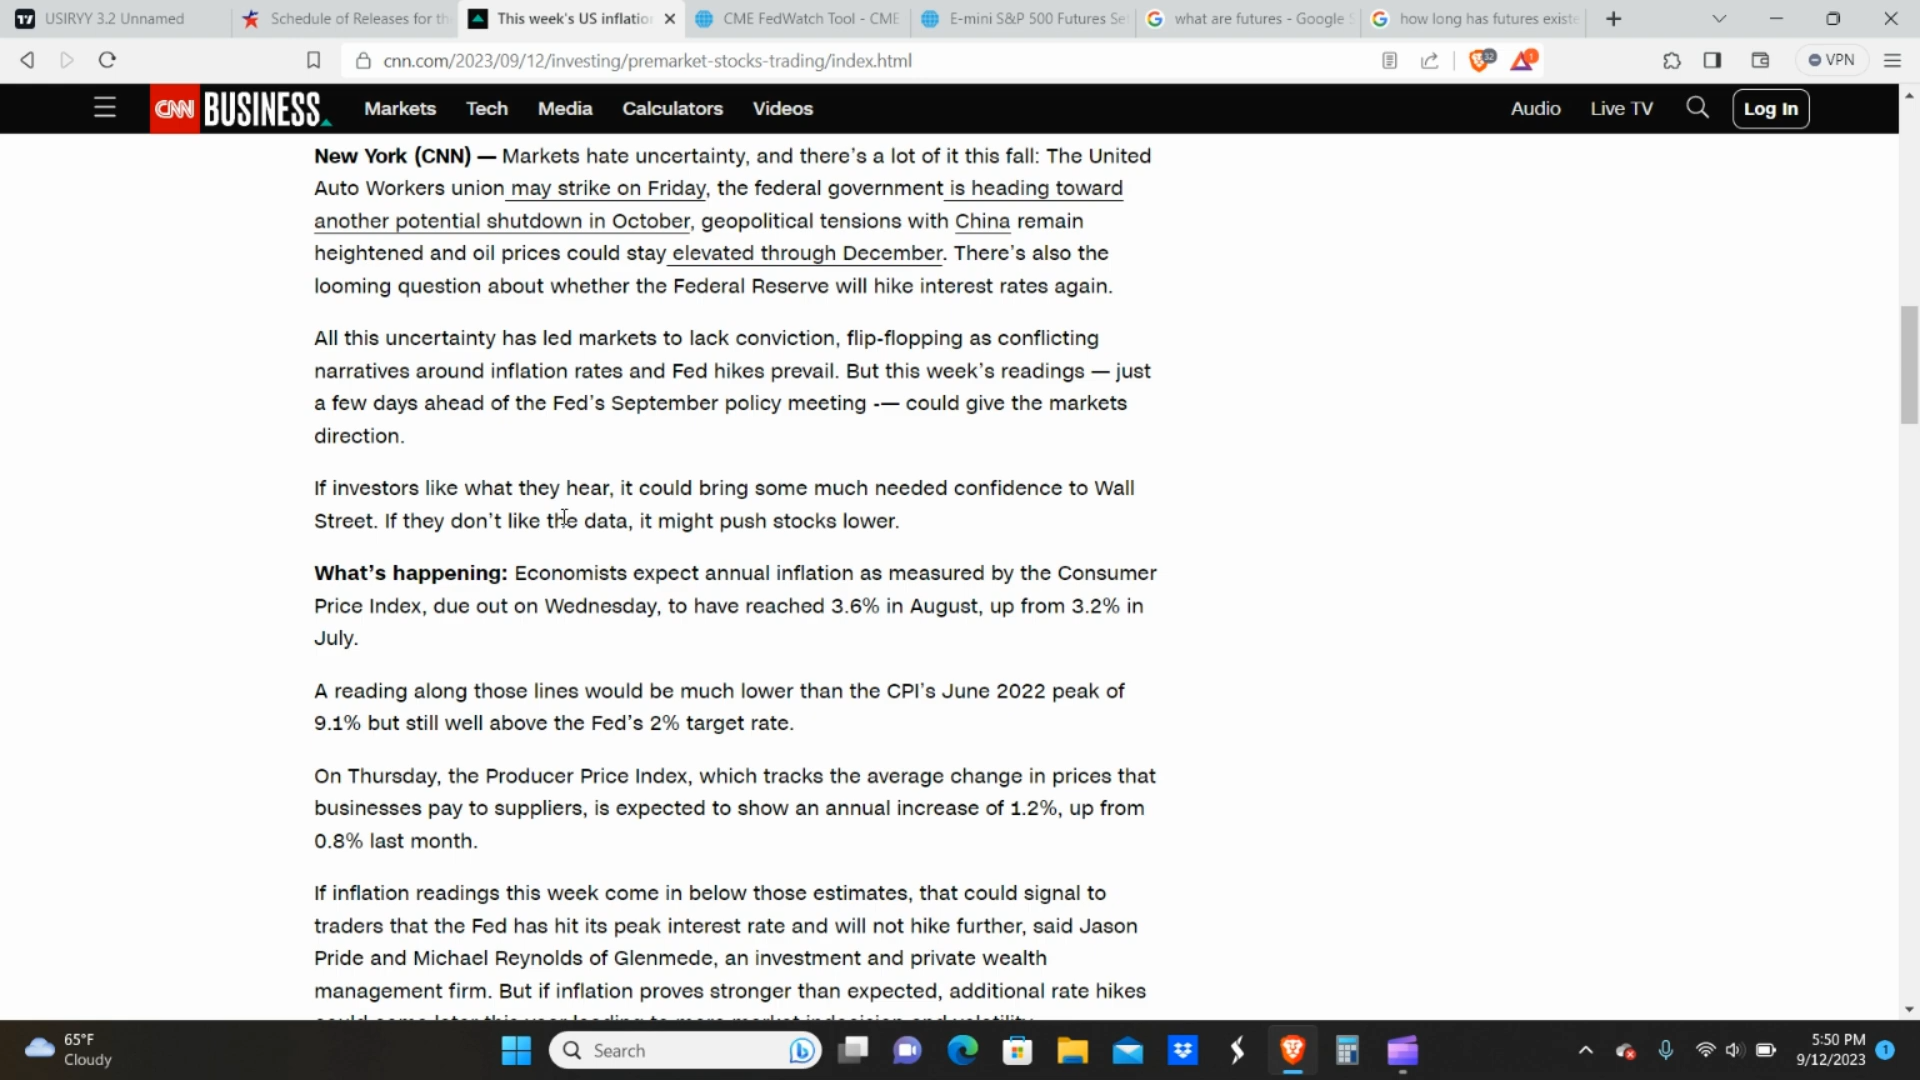 USIRYY 3.2 Unnamed
Schedule of Releases for th
This week's US inflatio
CME FedWatch Tool - CME
E-mini S&P 500 Futures Se
what are futures - Google S
how long has futures existe
cnn.com/2023/09/12/investing/premarket-stocks-trading/index.html
32
1
VPN
CNN BUSINESS
Markets
Tech
Media
Calculators
Videos
Audio
Live TV
Log In
New York (CNN) — Markets hate uncertainty, and there's a lot of it this fall: The United
Auto Workers union may strike on Friday, the federal government is heading toward
another potential shutdown in October, geopolitical tensions with China remain
heightened and oil prices could stay elevated through December. There's also the
looming question about whether the Federal Reserve will hike interest rates again.
All this uncertainty has led markets to lack conviction, flip-flopping as conflicting
narratives around inflation rates and Fed hikes prevail. But this week's readings — just
a few days ahead of the Fed's September policy meeting -— could give the markets
direction.
If investors like what they hear, it could bring some much needed confidence to Wall
Street. If they don't like the data, it might push stocks lower.
What's happening: Economists expect annual inflation as measured by the Consumer
Price Index, due out on Wednesday, to have reached 3.6% in August, up from 3.2% in
July.
A reading along those lines would be much lower than the CPI's June 2022 peak of
9.1% but still well above the Fed's 2% target rate.
On Thursday, the Producer Price Index, which tracks the average change in prices that
businesses pay to suppliers, is expected to show an annual increase of 1.2%, up from
0.8% last month.
If inflation readings this week come in below those estimates, that could signal to
traders that the Fed has hit its peak interest rate and will not hike further, said Jason
Pride and Michael Reynolds of Glenmede, an investment and private wealth
management firm. But if inflation proves stronger than expected, additional rate hikes
could come later this year leading to more market indecision and volatility.
65°F
Cloudy
Search
5:50 PM
9/12/2023
1